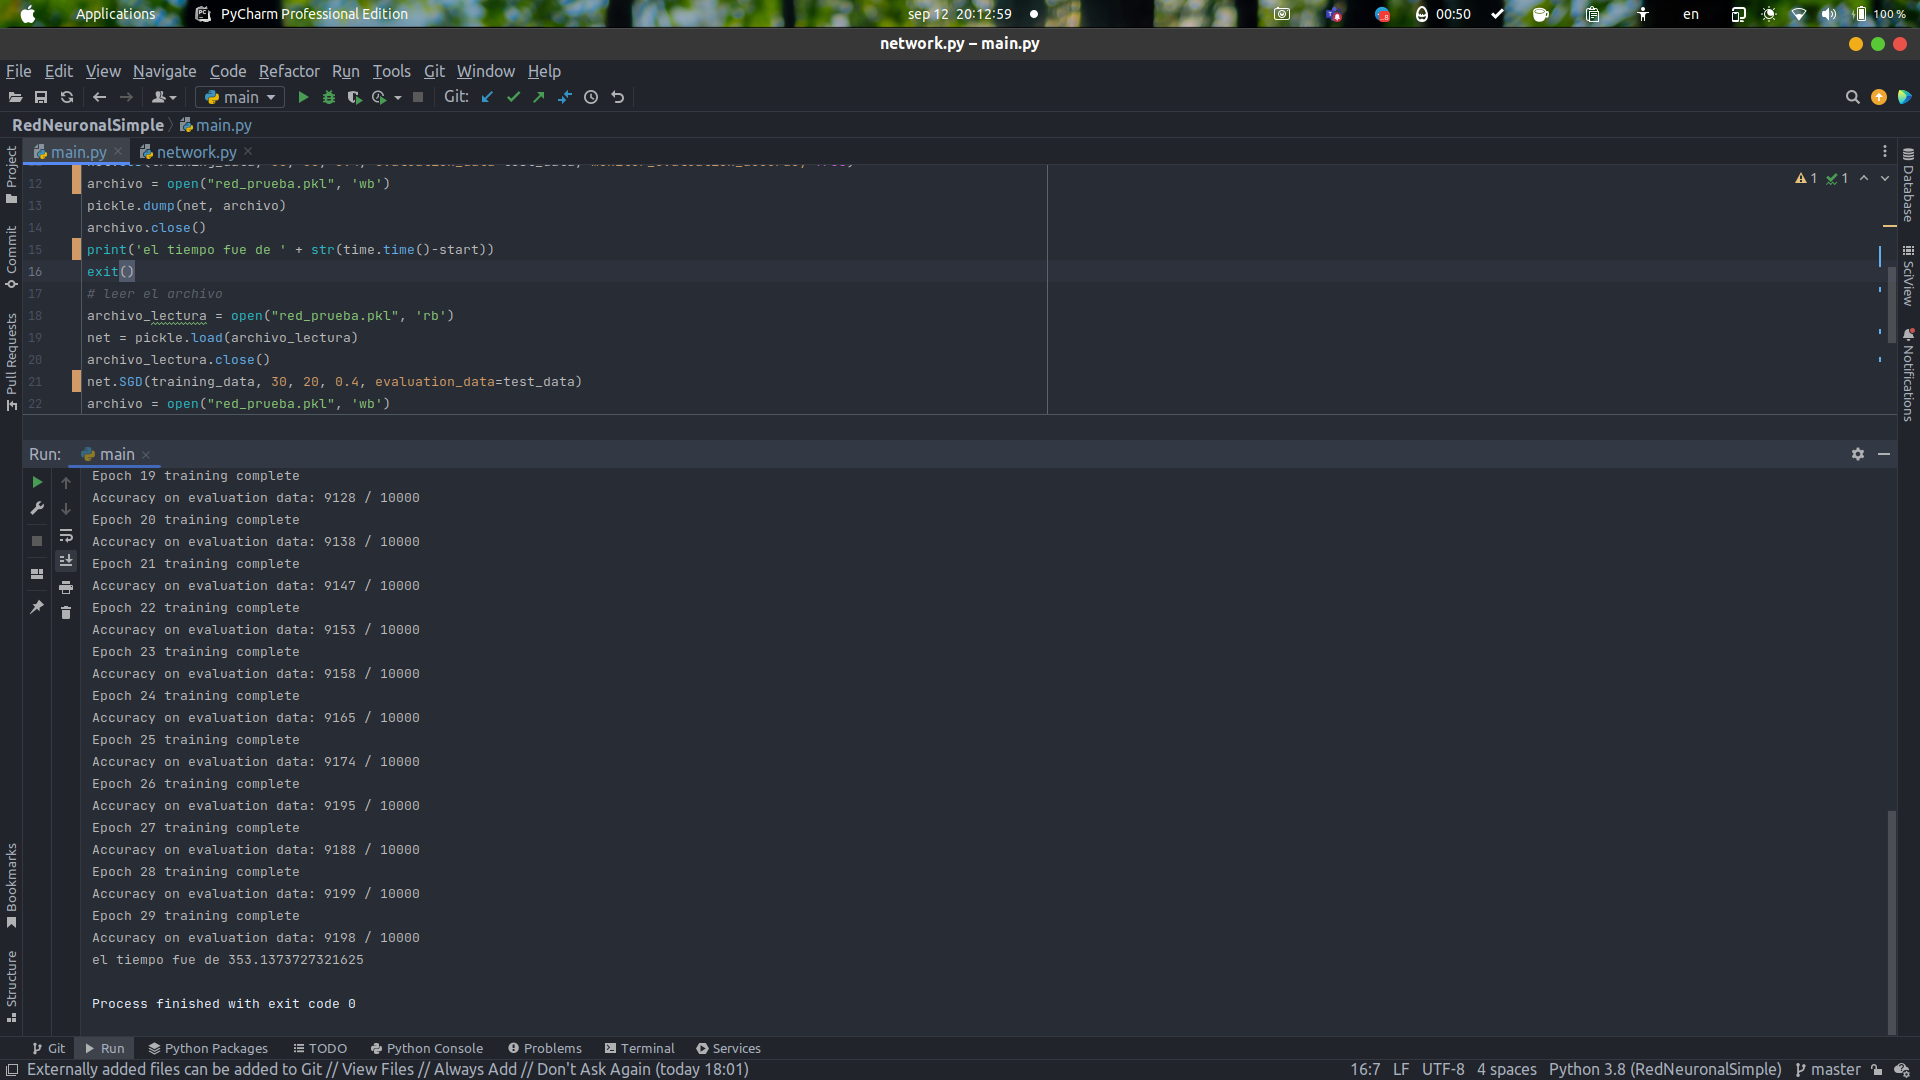 Applications
PyCharm Professional Edition
sep 12 20:12:59
00:50
en
100 %
network.py – main.py
File Edit View Navigate Code Refactor Run Tools Git Window Help
main
Git:
RedNeuronalSimple
main.py
main.py
network.py
12 archivo = open("red_prueba.pkl", 'wb')
13 pickle.dump(net, archivo)
14 archivo.close()
15 print('el tiempo fue de ' + str(time.time()-start))
16 exit()
17 # leer el archivo
18 archivo_lectura = open("red_prueba.pkl", 'rb')
19 net = pickle.load(archivo_lectura)
20 archivo_lectura.close()
21 net.SGD(training_data, 30, 20, 0.4, evaluation_data=test_data)
22 archivo = open("red_prueba.pkl", 'wb')
1
1
Project
Commit
Pull Requests
Bookmarks
Structure
Database
SciView
Notifications
Run:
main
Epoch 19 training complete
Accuracy on evaluation data: 9128 / 10000
Epoch 20 training complete
Accuracy on evaluation data: 9138 / 10000
Epoch 21 training complete
Accuracy on evaluation data: 9147 / 10000
Epoch 22 training complete
Accuracy on evaluation data: 9153 / 10000
Epoch 23 training complete
Accuracy on evaluation data: 9158 / 10000
Epoch 24 training complete
Accuracy on evaluation data: 9165 / 10000
Epoch 25 training complete
Accuracy on evaluation data: 9174 / 10000
Epoch 26 training complete
Accuracy on evaluation data: 9195 / 10000
Epoch 27 training complete
Accuracy on evaluation data: 9188 / 10000
Epoch 28 training complete
Accuracy on evaluation data: 9199 / 10000
Epoch 29 training complete
Accuracy on evaluation data: 9198 / 10000
el tiempo fue de 353.1373727321625
Process finished with exit code 0
Git
Run
Python Packages
TODO
Python Console
Problems
Terminal
Services
Externally added files can be added to Git // View Files // Always Add // Don't Ask Again (today 18:01)
16:7 LF UTF-8 4 spaces Python 3.8 (RedNeuronalSimple) master